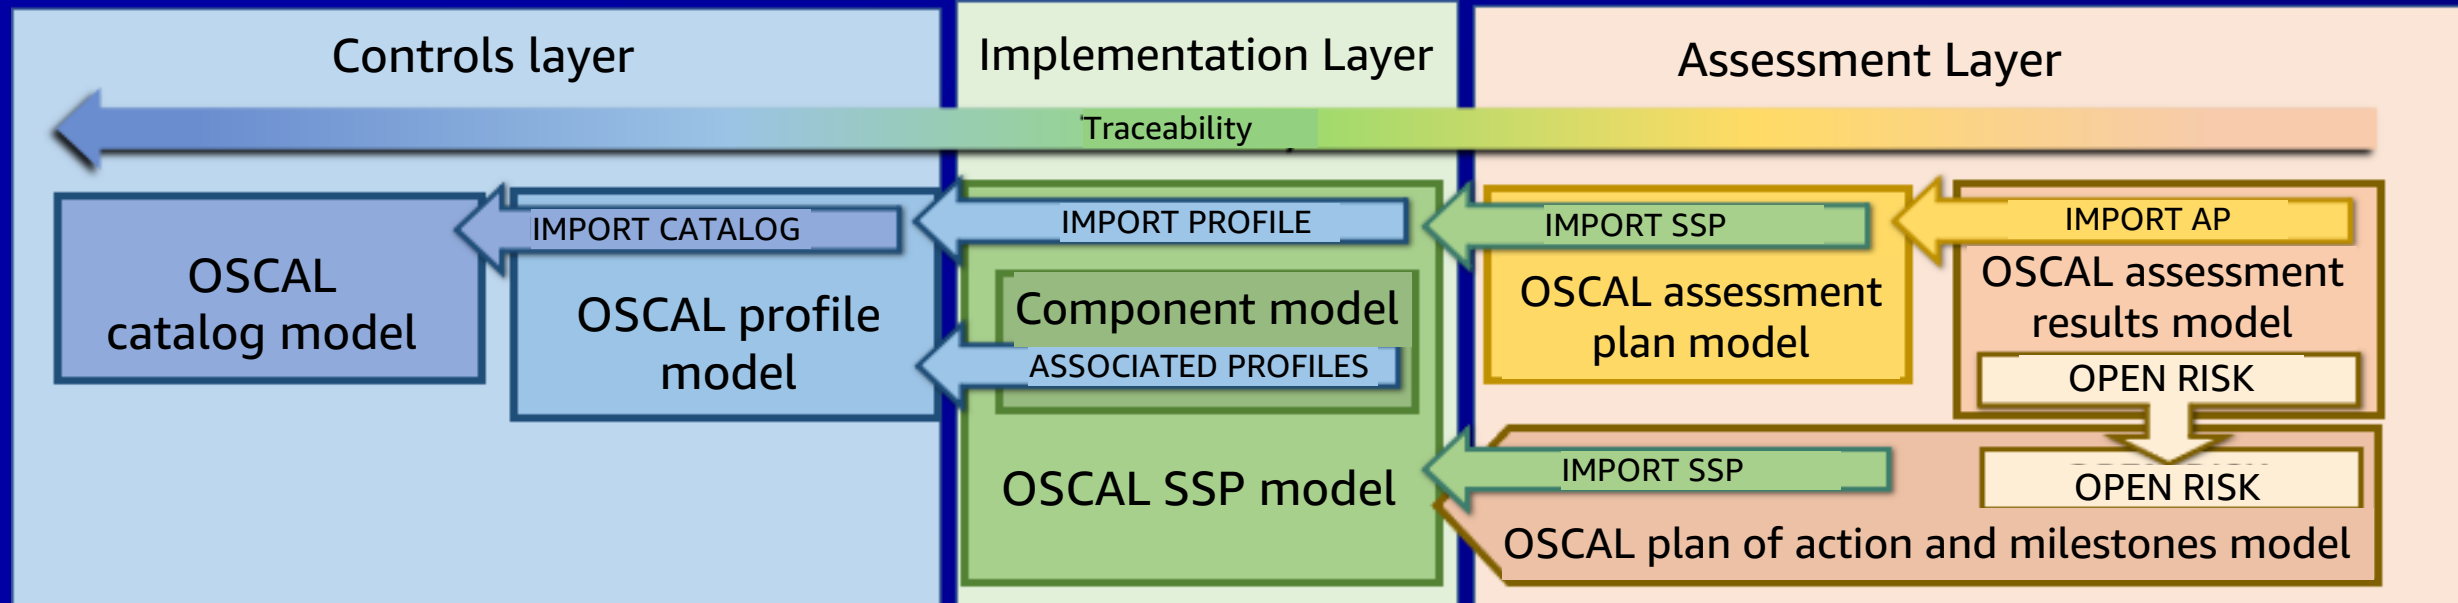 Controls layer
Implementation Layer
Assessment Layer
Traceability
IMPORT CATALOG
IMPORT PROFILE
IMPORT SSP
IMPORT AP
OSCAL
catalog model
OSCAL profile
model
Component model
ASSOCIATED PROFILES
OSCAL SSP model
OSCAL assessment
plan model
OSCAL assessment
results model
OPEN RISK
IMPORT SSP
OPEN RISK
OSCAL plan of action and milestones model